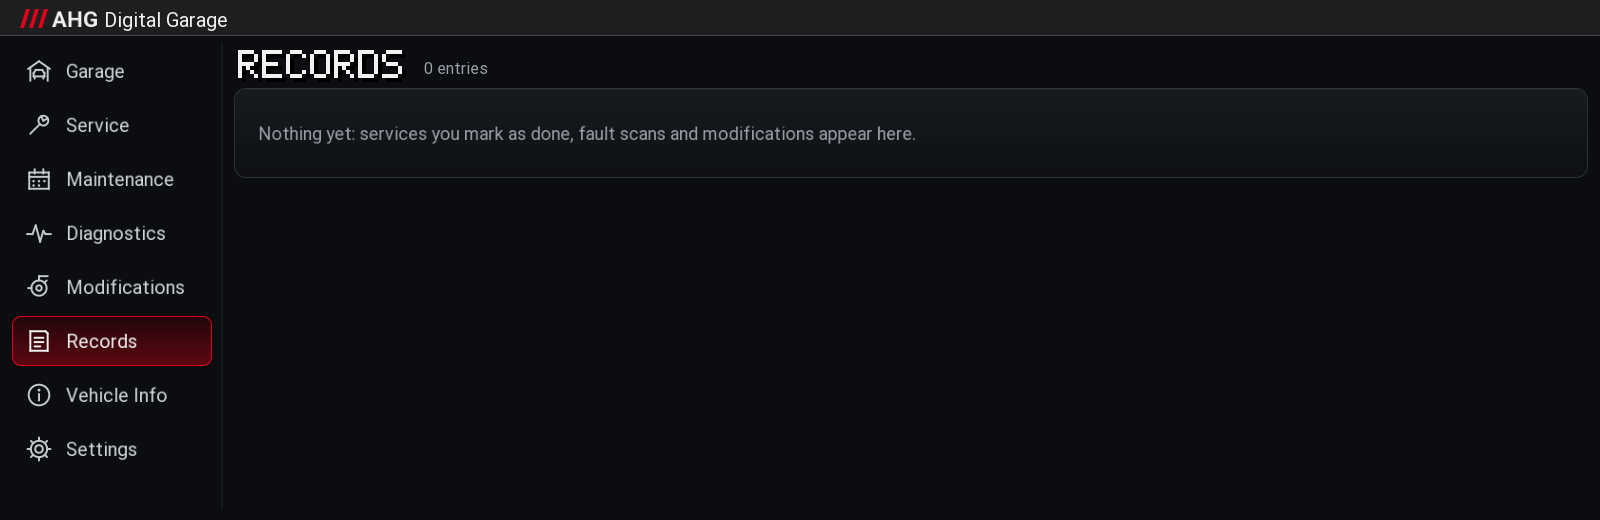 AHG Digital Garage
Garage
Service
Maintenance
Diagnostics
Modifications
Records
Vehicle Info
Settings
RECORDS 0 entries
Nothing yet: services you mark as done, fault scans and modifications appear here.